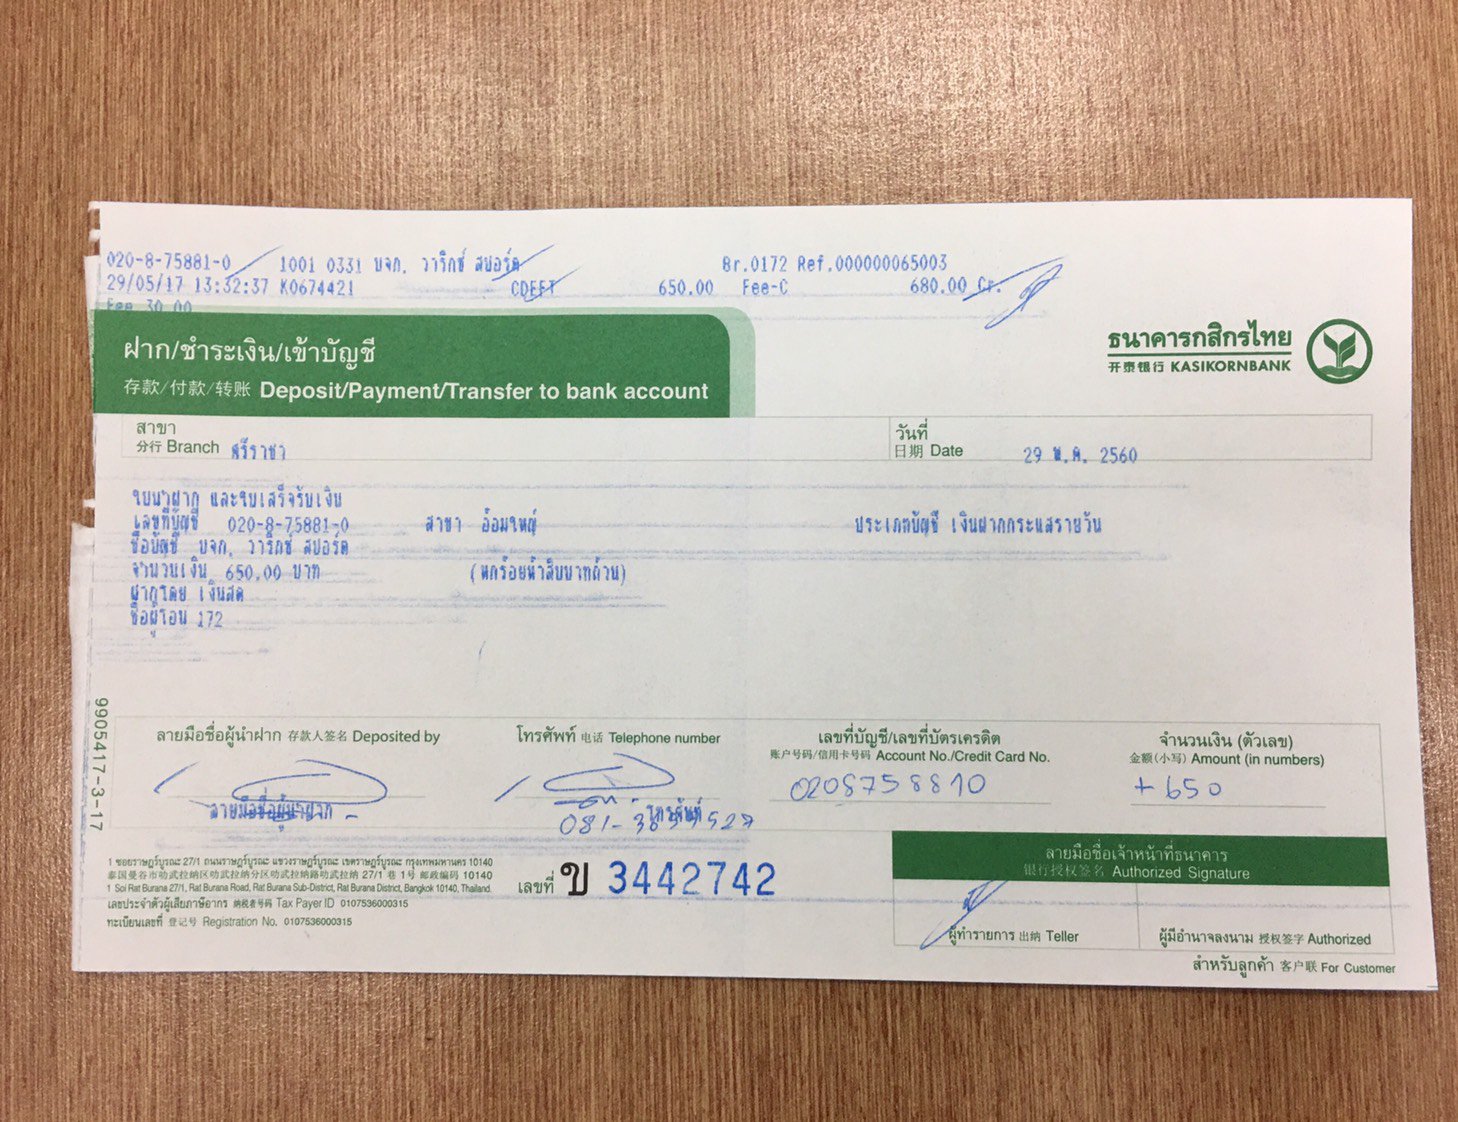 020-8-75881-0 1001 0331 บจก. วาริกซ์ สปอร์ต Br.0172 Ref.000000065003
29/05/17 13:32:37 K0674421 CDEFT 650.00 Fee-C 680.00 Cr.
Fee 30.00
ฝาก/ชำระเงิน/เข้าบัญชี
存款/付款/转账 Deposit/Payment/Transfer to bank account
ธนาคารกสิกรไทย
开泰银行 KASIKORNBANK
สาขา
分行 Branch ศรีราชา
วันที่
日期 Date 29 พ.ค. 2560
ใบนำฝาก และใบเสร็จรับเงิน
เลขที่บัญชี 020-8-75881-0 สาขา อ้อมใหญ่ ประเภทบัญชี เงินฝากกระแสรายวัน
ชื่อบัญชี บจก. วาริกซ์ สปอร์ต
จำนวนเงิน 650.00 บาท (หกร้อยห้าสิบบาทถ้วน)
ฝากโดย เงินสด
ชื่อผู้โอน 172
9905417-3-17
ลายมือชื่อผู้นำฝาก 存款人签名 Deposited by
โทรศัพท์ 电话 Telephone number
เลขที่บัญชี/เลขที่บัตรเครดิต
账户号码/信用卡号码 Account No./Credit Card No.
จำนวนเงิน (ตัวเลข)
金额(小写) Amount (in numbers)
0208758810
+650
ลายมือชื่อผู้นำฝาก
โทรศัพท์
1 ซอยราษฎร์บูรณะ 27/1 ถนนราษฎร์บูรณะ แขวงราษฎร์บูรณะ เขตราษฎร์บูรณะ กรุงเทพมหานคร 10140
泰国曼谷市叻武拉纳区叻武拉纳分区叻武拉纳路叻武拉纳 27/1 巷 1 号 邮政编码 10140
1 Soi Rat Burana 27/1, Rat Burana Road, Rat Burana Sub-District, Rat Burana District, Bangkok 10140, Thailand.
เลขประจำตัวผู้เสียภาษีอากร 纳税者号码 Tax Payer ID 0107536000315
ทะเบียนเลขที่ 登记号 Registration No. 0107536000315
เลขที่ ข 3442742
ลายมือชื่อเจ้าหน้าที่ธนาคาร
银行授权签名 Authorized Signature
ผู้ทำรายการ 出纳 Teller
ผู้มีอำนาจลงนาม 授权签字 Authorized
สำหรับลูกค้า 客户联 For Customer